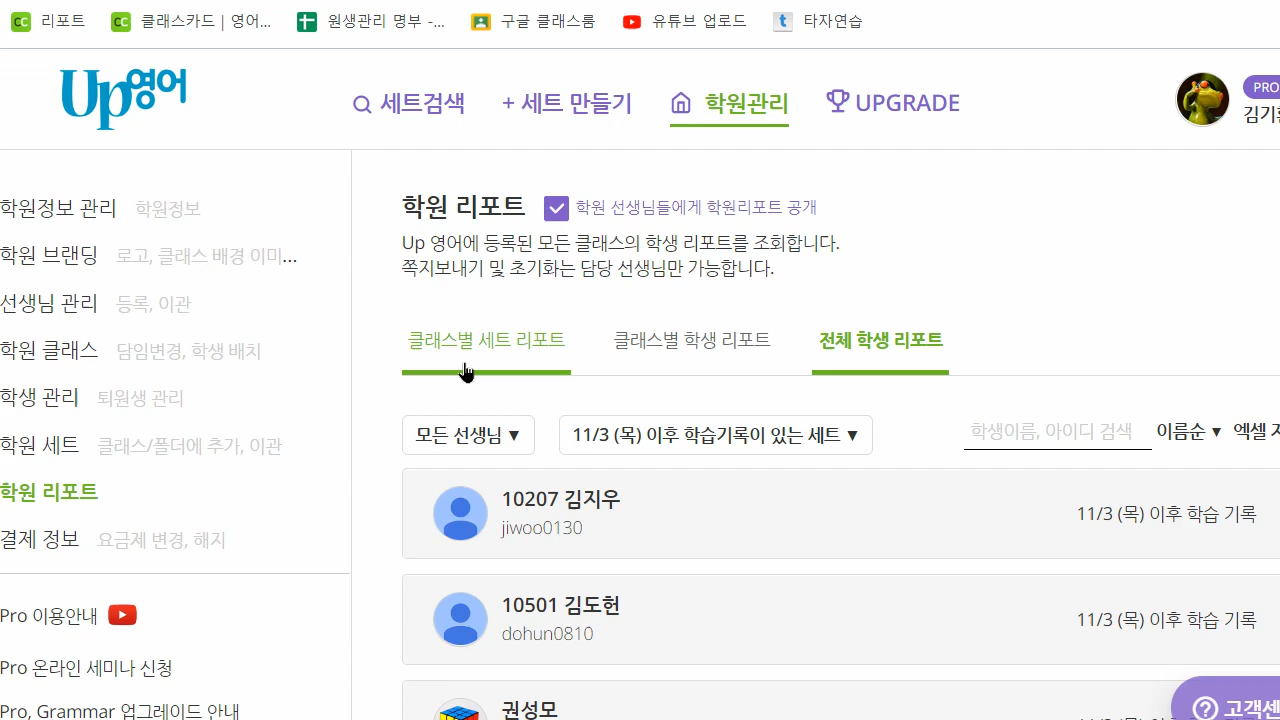 리포트 클래스카드 | 영어... 원생관리 명부 -... 구글 클래스룸 유튜브 업로드 타자연습
Up영어
세트검색 + 세트 만들기 학원관리 UPGRADE
PRO
학원정보 관리 학원정보
학원 브랜딩 로고, 클래스 배경 이미...
선생님 관리 등록, 이관
학원 클래스 담임변경, 학생 배치
학생 관리 퇴원생 관리
학원 세트 클래스/폴더에 추가, 이관
학원 리포트
결제 정보 요금제 변경, 해지
Pro 이용안내
Pro 온라인 세미나 신청
Pro, Grammar 업그레이드 안내
학원 리포트 학원 선생님들에게 학원리포트 공개
Up 영어에 등록된 모든 클래스의 학생 리포트를 조회합니다.
쪽지보내기 및 초기화는 담당 선생님만 가능합니다.
클래스별 세트 리포트 클래스별 학생 리포트 전체 학생 리포트
모든 선생님 ▼ 11/3 (목) 이후 학습기록이 있는 세트 ▼ 학생이름, 아이디 검색 이름순 ▼ 엑셀
10207 김지우
jiwoo0130
11/3 (목) 이후 학습 기록
10501 김도헌
dohun0810
11/3 (목) 이후 학습 기록
권성모
고객센